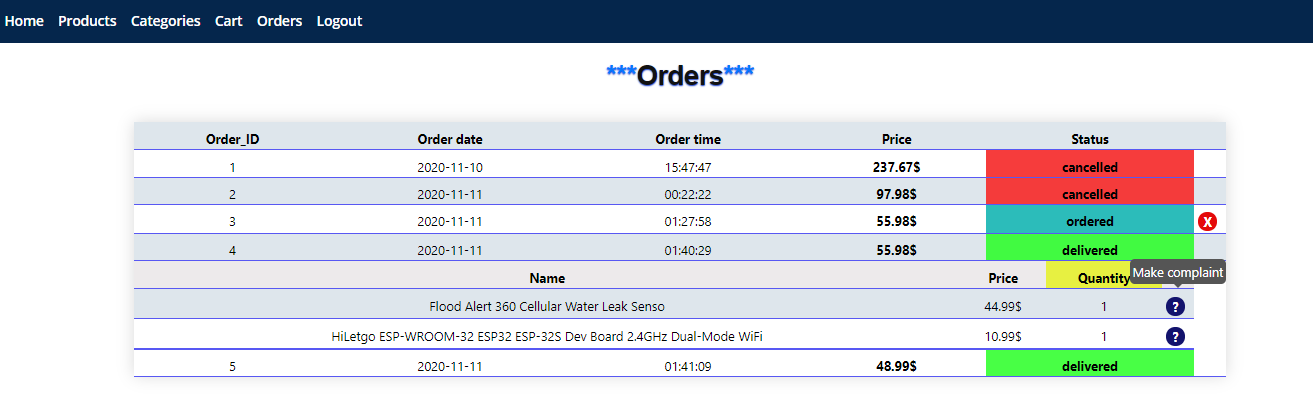 Home Products Categories Cart Orders Logout
***Orders***
Order_ID Order date Order time Price Status
1 2020-11-10 15:47:47 237.67$ cancelled
2 2020-11-11 00:22:22 97.98$ cancelled
3 2020-11-11 01:27:58 55.98$ ordered X
4 2020-11-11 01:40:29 55.98$ delivered
Name Price Quantity Make complaint
Flood Alert 360 Cellular Water Leak Senso 44.99$ 1 ?
HiLetgo ESP-WROOM-32 ESP32 ESP-32S Dev Board 2.4GHz Dual-Mode WiFi 10.99$ 1 ?
5 2020-11-11 01:41:09 48.99$ delivered